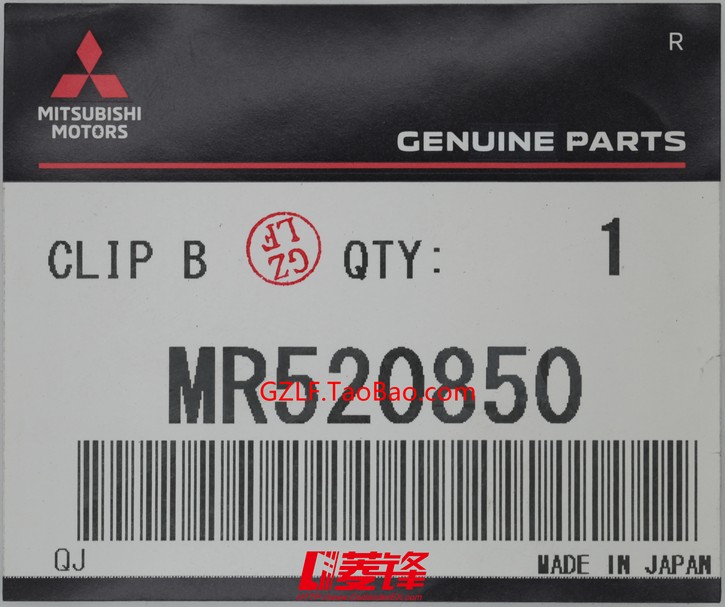 R
MITSUBISHI
MOTORS
GENUINE PARTS
CLIP B
GZ
LF
QTY: 1
MR520850
GZLF.TaoBao.com
QJ
菱锋
MADE IN JAPAN